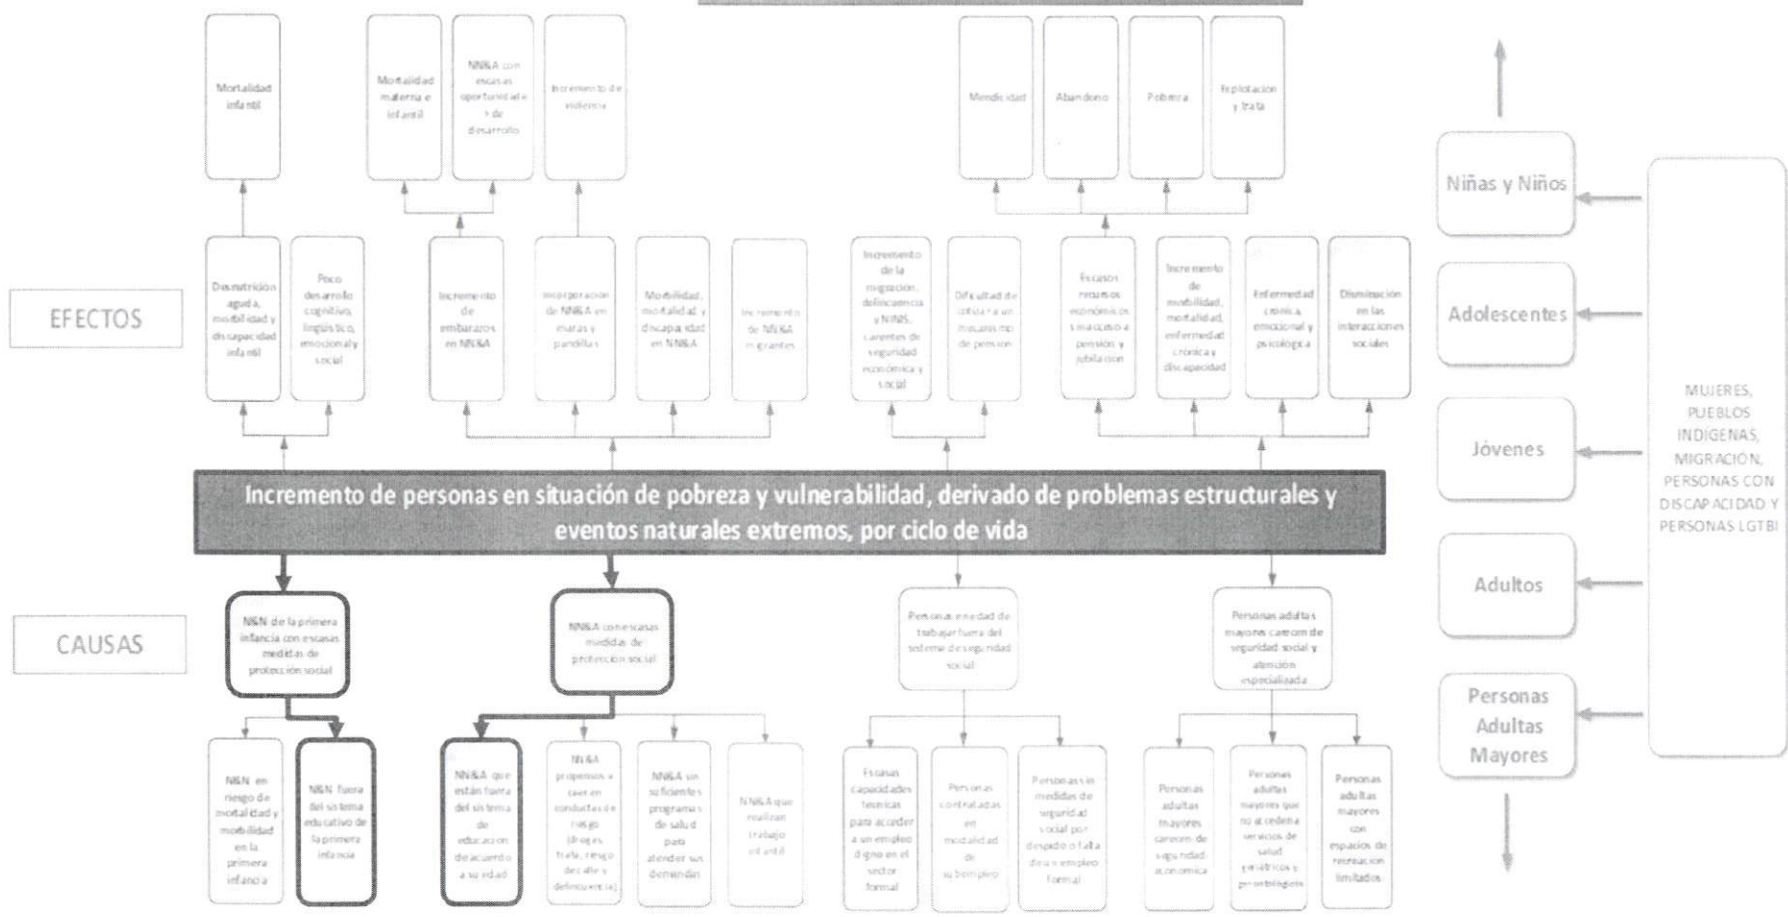 Mortalidad
infantil
Mortalidad
materna e
infantil
NN&A con
escasas
oportunidade
s de
desarrollo
Incremento de
violencia
Mendicidad
Abandono
Pobreza
Explotación
y trata
EFECTOS
Desnutrición
aguda,
morbilidad y
discapacidad
infantil
Poco
desarrollo
cognitivo,
lingüístico,
emocional y
social
Incremento
de
embarazos
en NN&A
Incorporación
de NN&A en
maras y
pandillas
Morbilidad,
mortalidad y
discapacidad
en NN&A
Incremento
de NN&A
migrantes
Incremento
de la
migración,
delincuencia
y NINIS,
carentes de
seguridad
económica y
social
Dificultad de
cotizar a un
mecanismo
de pensión
Escasos
recursos
económicos
sin acceso a
pensión y
jubilación
Incremento
de
morbilidad,
mortalidad,
enfermedad
crónica y
discapacidad
Enfermedad
crónica,
emocional y
psicológica
Disminución
en las
interacciones
sociales
Incremento de personas en situación de pobreza y vulnerabilidad, derivado de problemas estructurales y
eventos naturales extremos, por ciclo de vida
CAUSAS
N&N de la primera
infancia con escasas
medidas de
protección social
NN&A con escasas
medidas de
protección social
Personas en edad de
trabajar fuera del
sistema de seguridad
social
Personas adultas
mayores carecen de
seguridad social y
atención
especializada
N&N en
riesgo de
mortalidad y
morbilidad
en la
primera
infancia
N&N fuera
del sistema
educativo de
la primera
infancia
NN&A que
están fuera
del sistema
de
educación
de acuerdo
a su edad
NN&A
propensos a
caer en
conductas de
riesgo
(drogas,
trata, riesgo
de calle y
delincuencia)
NN&A sin
suficientes
programas
de salud
para
atender sus
demandas
NN&A que
realizan
trabajo
infantil
Escasas
capacidades
técnicas
para acceder
a un empleo
digno en el
sector
formal
Personas
contratadas
en
modalidad
de
subempleo
Personas sin
medidas de
seguridad
social por
despido o falta
de un empleo
formal
Personas
adultas
mayores
carecen de
seguridad
económica
Personas
adultas
mayores que
no acceden a
servicios de
salud
geriátricos y
gerontológicos
Personas
adultas
mayores
con
espacios de
recreación
limitados
Niñas y Niños
Adolescentes
Jóvenes
Adultos
Personas
Adultas
Mayores
MUJERES,
PUEBLOS
INDÍGENAS,
MIGRACIÓN,
PERSONAS CON
DISCAPACIDAD Y
PERSONAS LGTBI